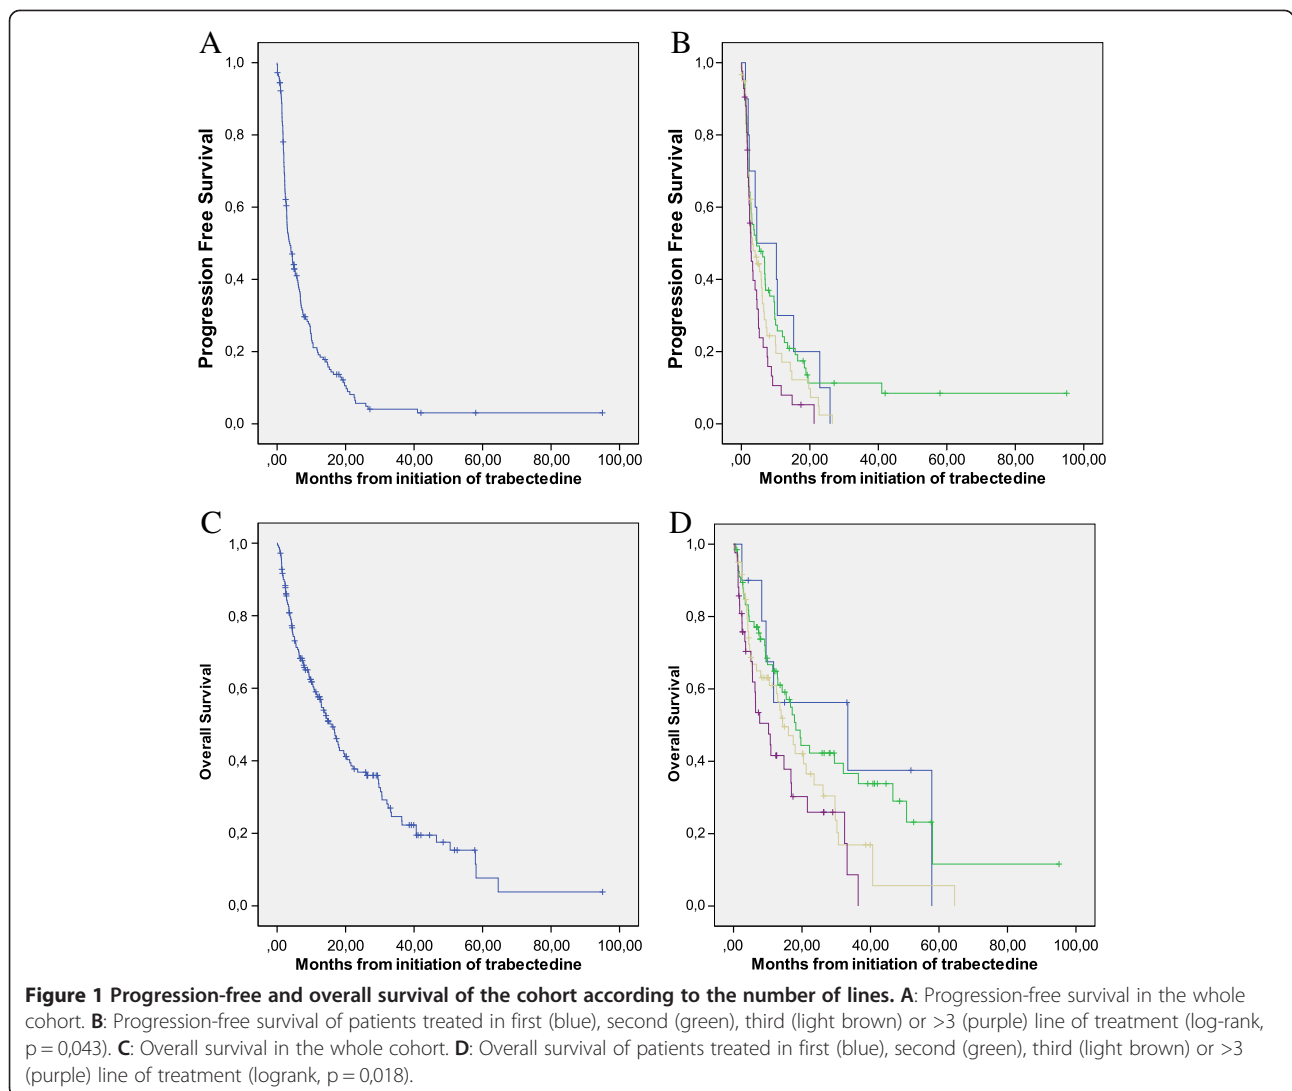 A
B
1,0
0,8
0,6
0,4
0,2
0,0
Progression Free Survival
,00 20,00 40,00 60,00 80,00 100,00
Months from initiation of trabectedine
1,0
0,8
0,6
0,4
0,2
0,0
Progression Free Survival
,00 20,00 40,00 60,00 80,00 100,00
Months from initiation of trabectedine
C
D
1,0
0,8
0,6
0,4
0,2
0,0
Overall Survival
,00 20,00 40,00 60,00 80,00 100,00
Months from initiation of trabectedine
1,0
0,8
0,6
0,4
0,2
0,0
Overall Survival
,00 20,00 40,00 60,00 80,00 100,00
Months from initiation of trabectedine
Figure 1 Progression-free and overall survival of the cohort according to the number of lines. A: Progression-free survival in the whole
cohort. B: Progression-free survival of patients treated in first (blue), second (green), third (light brown) or >3 (purple) line of treatment (log-rank,
p = 0,043). C: Overall survival in the whole cohort. D: Overall survival of patients treated in first (blue), second (green), third (light brown) or >3
(purple) line of treatment (logrank, p = 0,018).